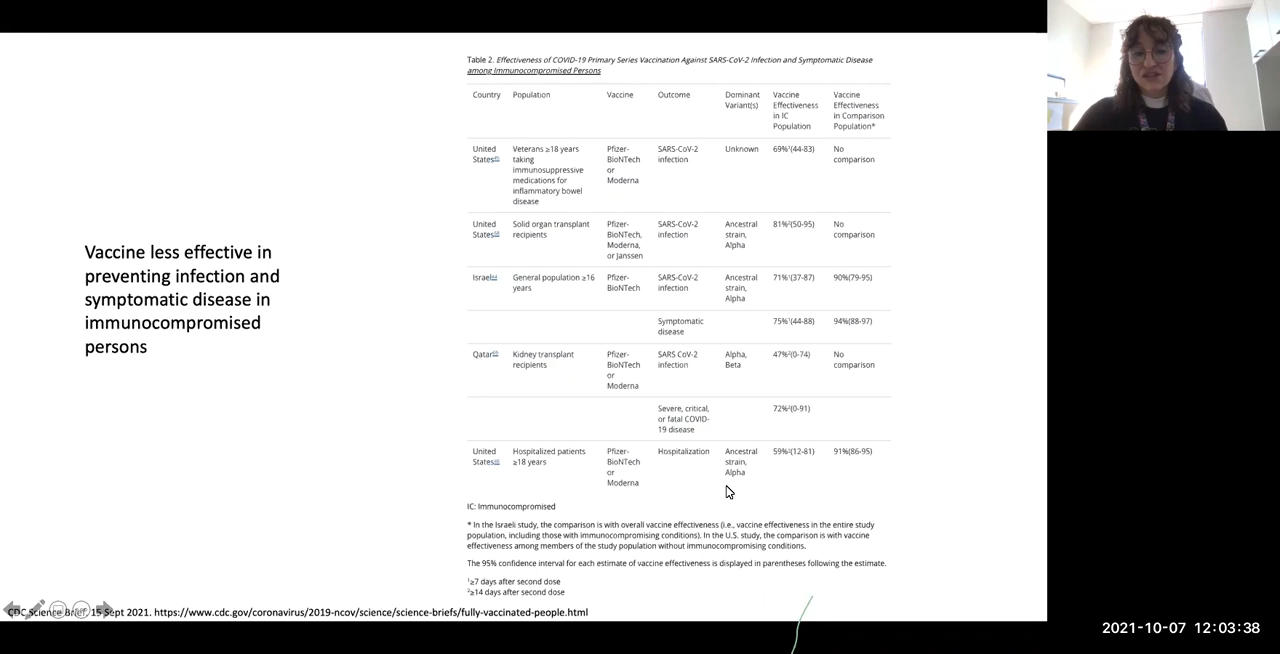 Vaccine less effective in
preventing infection and
symptomatic disease in
immunocompromised
persons
Table 2. Effectiveness of COVID-19 Primary Series Vaccination Against SARS-CoV-2 Infection and Symptomatic Disease
among Immunocompromised Persons
Country Population Vaccine Outcome Dominant Variant(s) Vaccine Effectiveness in IC Population Vaccine Effectiveness in Comparison Population*
United States Veterans ≥18 years taking immunosuppressive medications for inflammatory bowel disease Pfizer-BioNTech or Moderna SARS-CoV-2 infection Unknown 69%¹(44-83) No comparison
United States Solid organ transplant recipients Pfizer-BioNTech, Moderna, or Janssen SARS-CoV-2 infection Ancestral strain, Alpha 81%²(50-95) No comparison
Israel General population ≥16 years Pfizer-BioNTech SARS-CoV-2 infection Ancestral strain, Alpha 71%¹(37-87) 90%(79-95)
Symptomatic disease 75%¹(44-88) 94%(88-97)
Qatar Kidney transplant recipients Pfizer-BioNTech or Moderna SARS CoV-2 infection Alpha, Beta 47%²(0-74) No comparison
Severe, critical, or fatal COVID-19 disease 72%²(0-91)
United States Hospitalized patients ≥18 years Pfizer-BioNTech or Moderna Hospitalization Ancestral strain, Alpha 59%²(12-81) 91%(86-95)
IC: Immunocompromised
* In the Israeli study, the comparison is with overall vaccine effectiveness (i.e., vaccine effectiveness in the entire study
population, including those with immunocompromising conditions). In the U.S. study, the comparison is with vaccine
effectiveness among members of the study population without immunocompromising conditions.
The 95% confidence interval for each estimate of vaccine effectiveness is displayed in parentheses following the estimate.
¹≥7 days after second dose
²≥14 days after second dose
CDC Science Brief, 15 Sept 2021. https://www.cdc.gov/coronavirus/2019-ncov/science/science-briefs/fully-vaccinated-people.html
2021-10-07 12:03:38